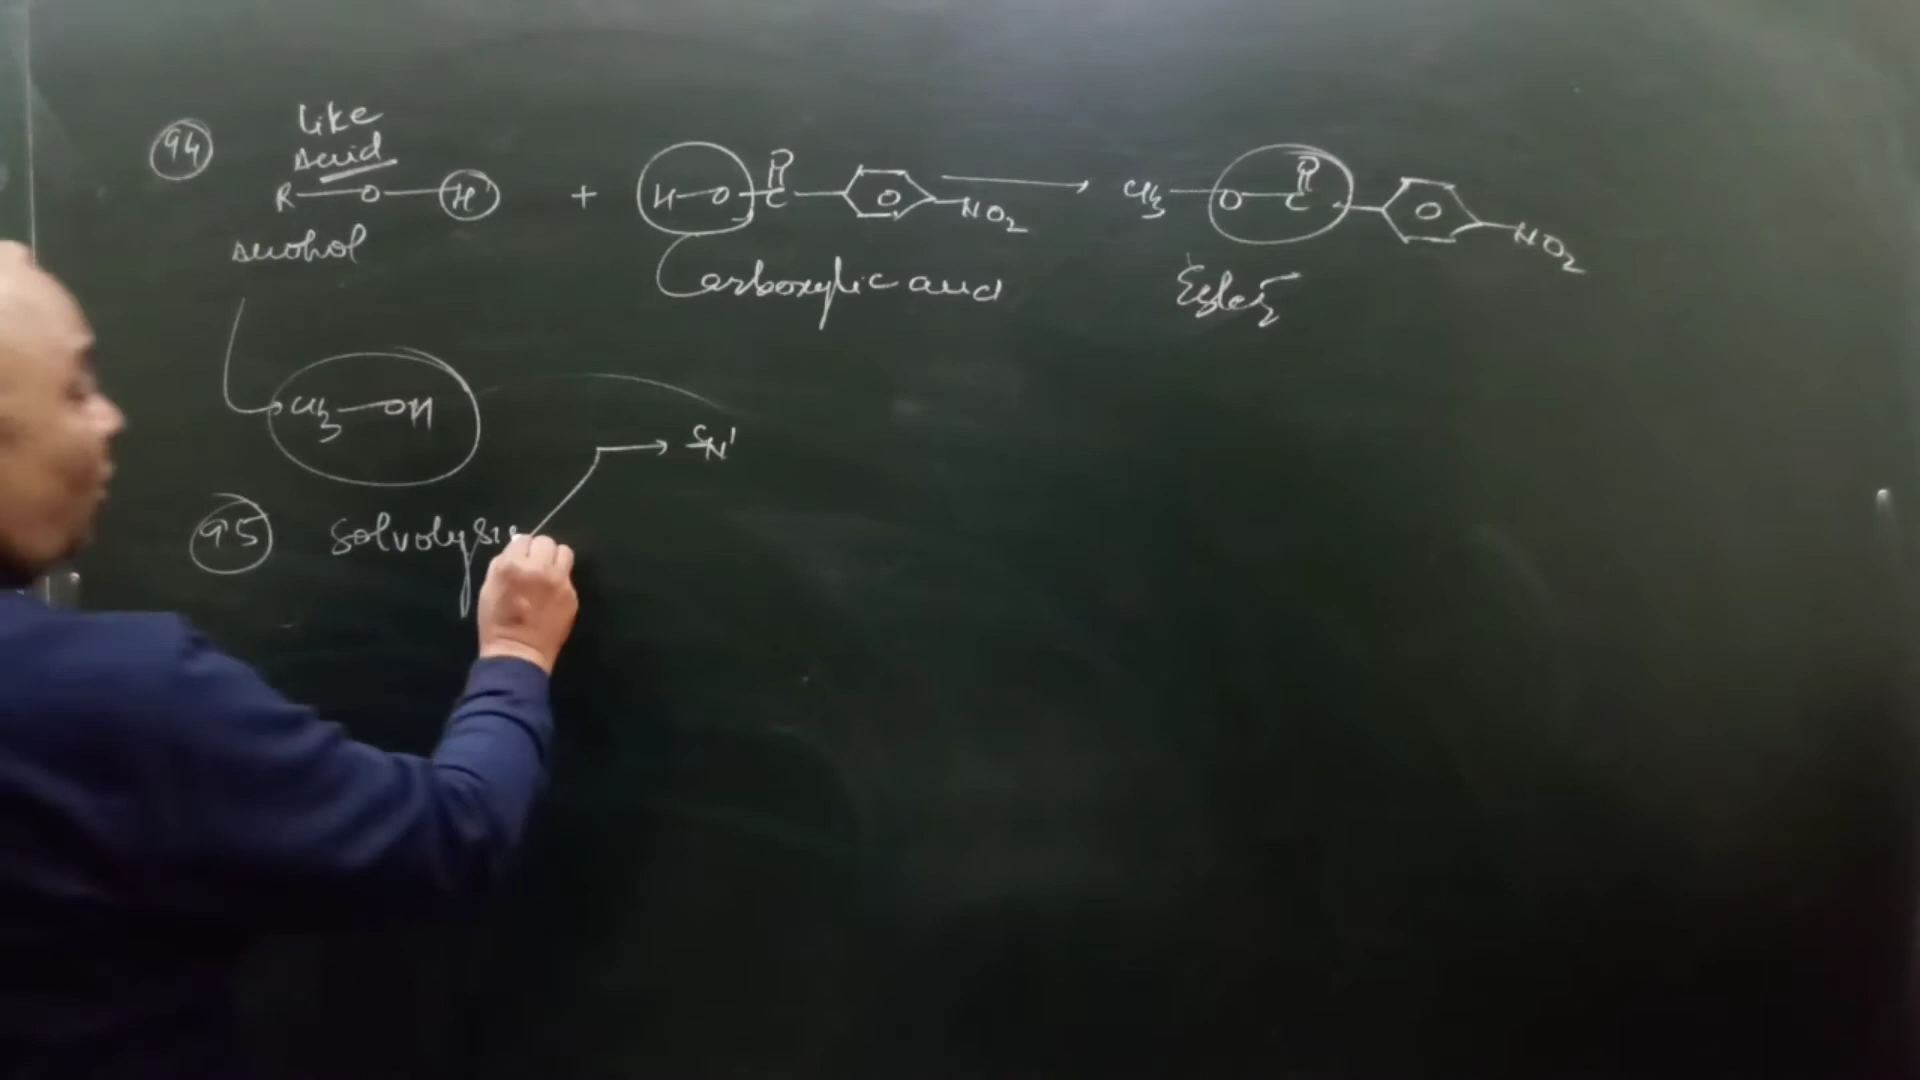 94
Like
Acid
R—O—H + H—O—C—NO2 → CH3—O—C—NO2
Alcohol
Carboxylic acid
Ester
CH3—OH
SN1
95 Solvolysis